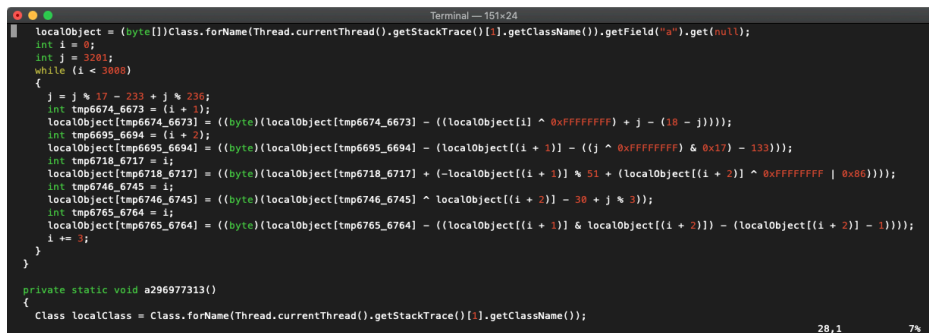 Terminal — 151×24
localObject = (byte[])Class.forName(Thread.currentThread().getStackTrace()[1].getClassName()).getField("a").get(null);
int i = 0;
int j = 3201;
while (i < 3008)
{
j = j % 17 - 233 + j % 236;
int tmp6674_6673 = (i + 1);
localObject[tmp6674_6673] = ((byte)(localObject[tmp6674_6673] - ((localObject[i] ^ 0xFFFFFFFF) + j - (18 - j))));
int tmp6695_6694 = (i + 2);
localObject[tmp6695_6694] = ((byte)(localObject[tmp6695_6694] - (localObject[(i + 1)] - ((j ^ 0xFFFFFFFF) & 0x17) - 133)));
int tmp6718_6717 = i;
localObject[tmp6718_6717] = ((byte)(localObject[tmp6718_6717] + (-localObject[(i + 1)] % 51 + (localObject[(i + 2)] ^ 0xFFFFFFFF | 0x86))));
int tmp6746_6745 = i;
localObject[tmp6746_6745] = ((byte)(localObject[tmp6746_6745] ^ localObject[(i + 2)] - 30 + j % 3));
int tmp6765_6764 = i;
localObject[tmp6765_6764] = ((byte)(localObject[tmp6765_6764] - ((localObject[(i + 1)] & localObject[(i + 2)]) - (localObject[(i + 2)] - 1))));
i += 3;
}
}
private static void a296977313()
{
Class localClass = Class.forName(Thread.currentThread().getStackTrace()[1].getClassName());
28,1 7%